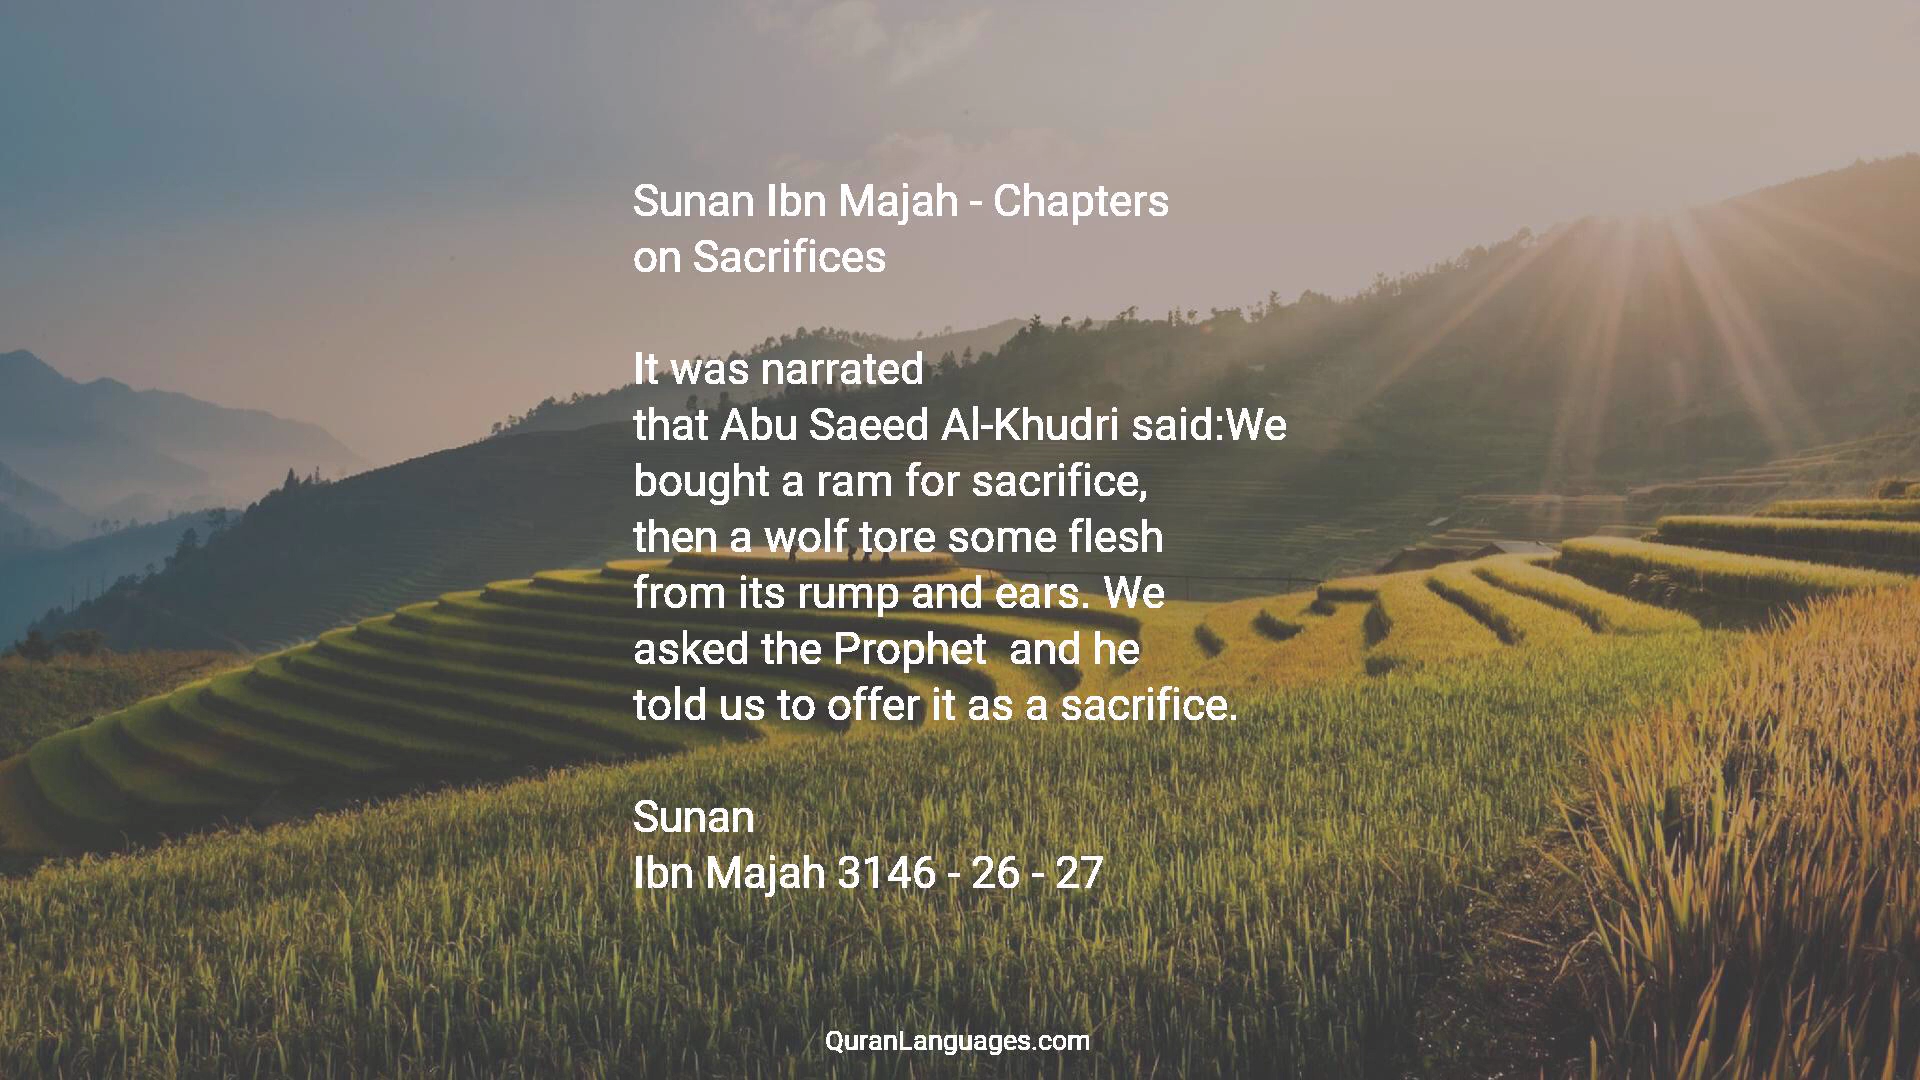 Sunan Ibn Majah - Chapters
on Sacrifices
It was narrated
that Abu Saeed Al-Khudri said:We
bought a ram for sacrifice,
then a wolf tore some flesh
from its rump and ears. We
asked the Prophet  and he
told us to offer it as a sacrifice.
Sunan
Ibn Majah 3146 - 26 - 27
QuranLanguages.com